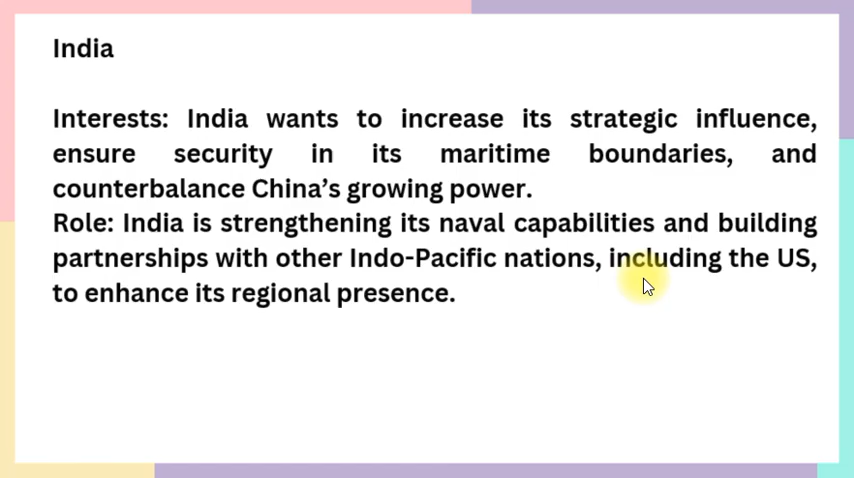 India
Interests: India wants to increase its strategic influence,
ensure security in its maritime boundaries, and
counterbalance China’s growing power.
Role: India is strengthening its naval capabilities and building
partnerships with other Indo-Pacific nations, including the US,
to enhance its regional presence.